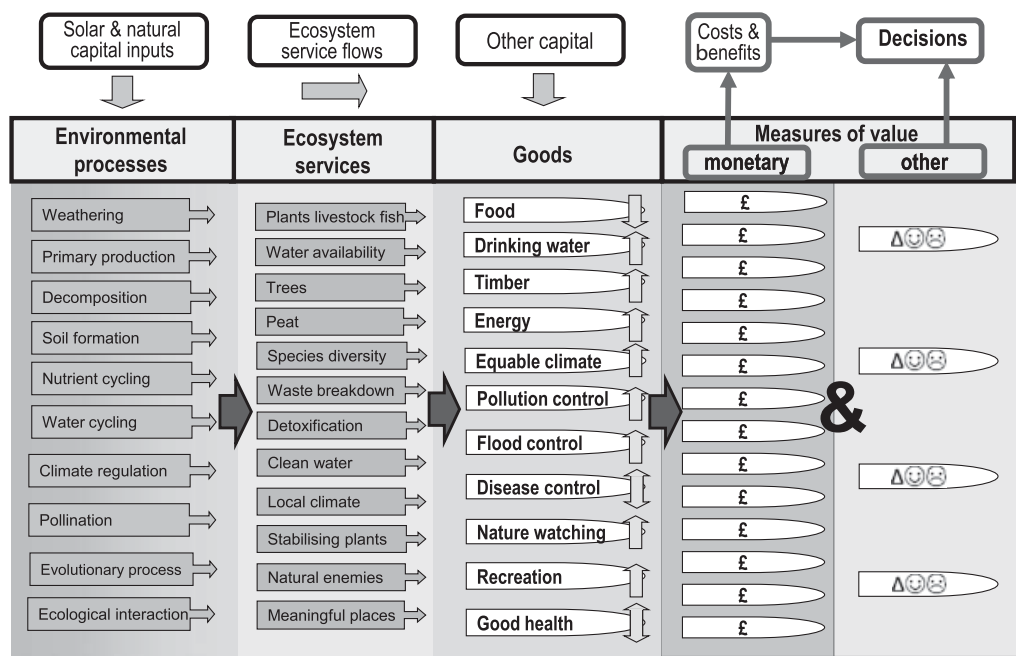 Solar & natural
capital inputs
Ecosystem
service flows
Other capital
Costs &
benefits
Decisions
Environmental
processes
Ecosystem
services
Goods
Measures of value
monetary
other
Weathering
Primary production
Decomposition
Soil formation
Nutrient cycling
Water cycling
Climate regulation
Pollination
Evolutionary process
Ecological interaction
Plants livestock fish
Water availability
Trees
Peat
Species diversity
Waste breakdown
Detoxification
Clean water
Local climate
Stabilising plants
Natural enemies
Meaningful places
Food
Drinking water
Timber
Energy
Equable climate
Pollution control
Flood control
Disease control
Nature watching
Recreation
Good health
£
£
£
£
£
£
£
£
£
£
£
£
£
£
&
Δ☺☹
Δ☺☹
Δ☺☹
Δ☺☹